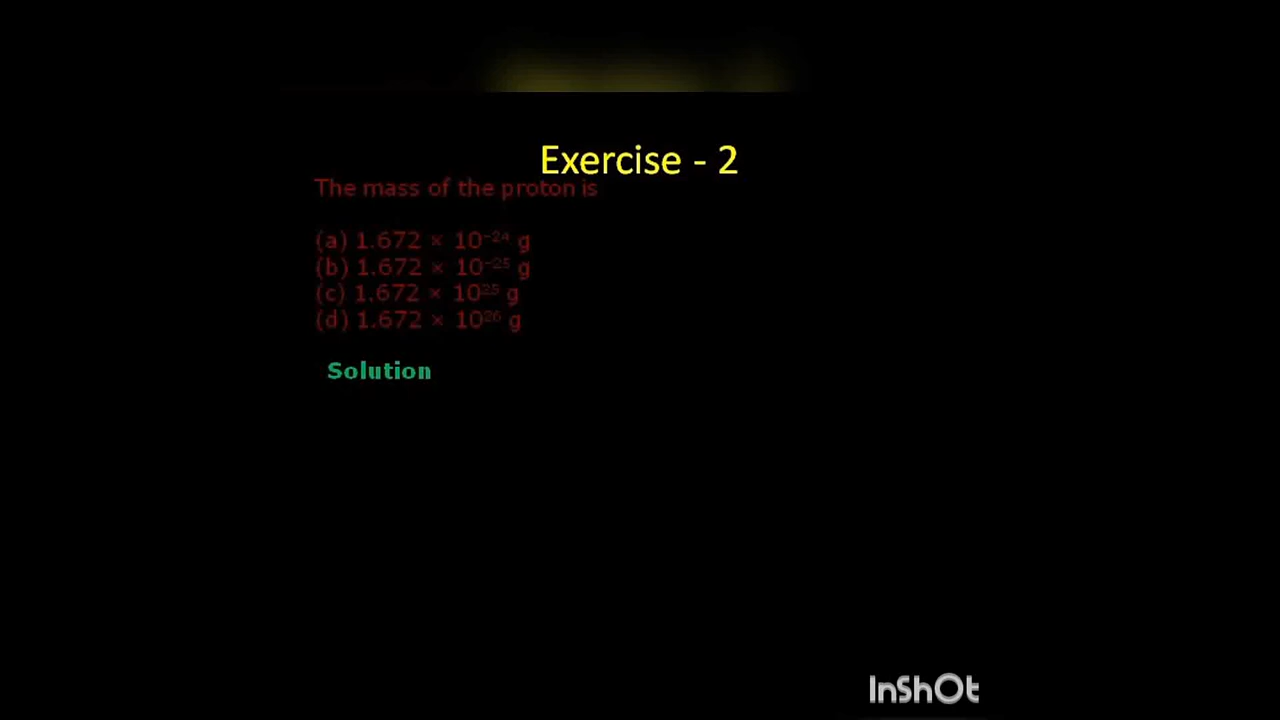 Exercise - 2
The mass of the proton is
(a) 1.672 × 10⁻²⁴ g
(b) 1.672 × 10⁻²⁵ g
(c) 1.672 × 10²⁵ g
(d) 1.672 × 10²⁶ g
Solution
InShOt